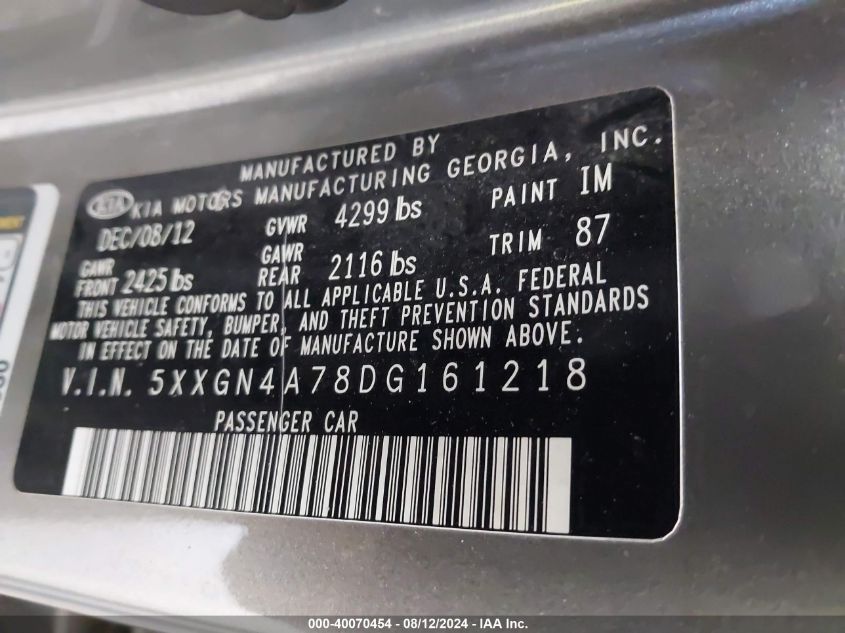 MANUFACTURED BY
KIA KIA MOTORS MANUFACTURING GEORGIA, INC.
DEC/08/12 GVWR 4299 lbs PAINT IM
GAWR FRONT 2425 lbs GAWR REAR 2116 lbs TRIM 87
THIS VEHICLE CONFORMS TO ALL APPLICABLE U.S.A. FEDERAL
MOTOR VEHICLE SAFETY, BUMPER, AND THEFT PREVENTION STANDARDS
IN EFFECT ON THE DATE OF MANUFACTURE SHOWN ABOVE.
V.I.N. 5XXGN4A78DG161218
PASSENGER CAR
000-40070454 - 08/12/2024 - IAA Inc.